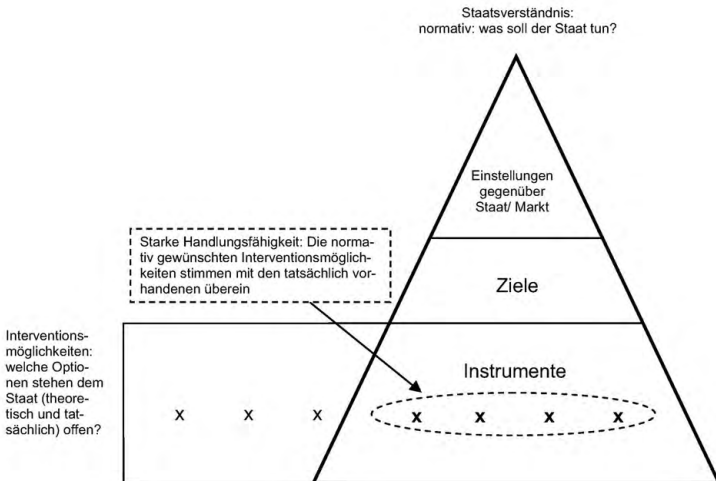 Staatsverständnis:
normativ: was soll der Staat tun?
Einstellungen
gegenüber
Staat/ Markt
Starke Handlungsfähigkeit: Die norma-
tiv gewünschten Interventionsmöglich-
keiten stimmen mit den tatsächlich vor-
handenen überein
Ziele
Interventions-
möglichkeiten:
welche Optio-
nen stehen dem
Staat (theore-
tisch und tat-
sächlich) offen?
Instrumente
x x x x x x x